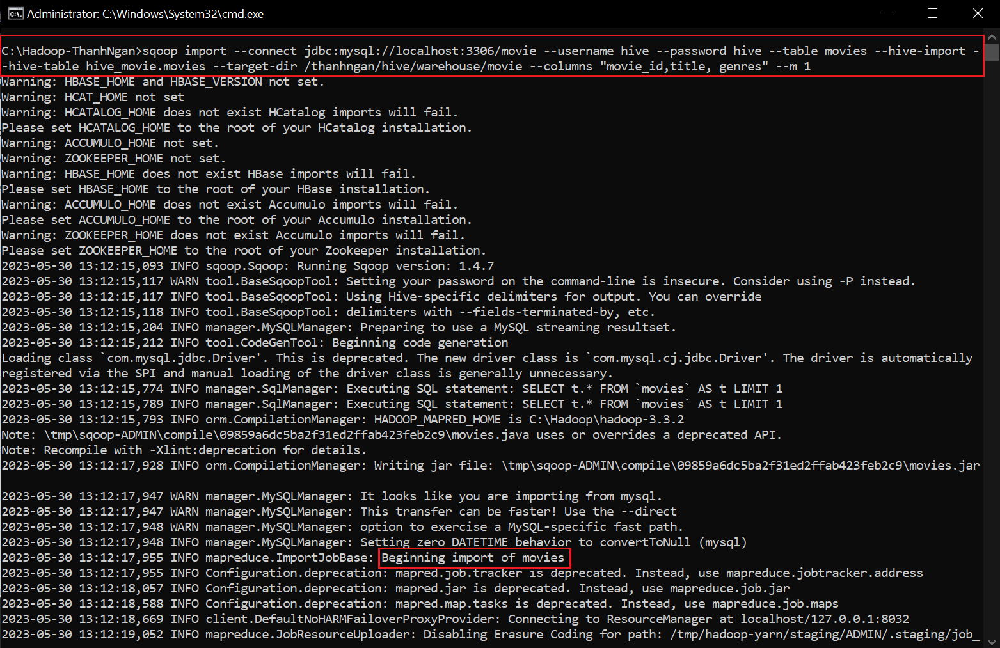 Administrator: C:\Windows\System32\cmd.exe
C:\Hadoop-ThanhNgan>sqoop import --connect jdbc:mysql://localhost:3306/movie --username hive --password hive --table movies --hive-import -
-hive-table hive_movie.movies --target-dir /thanhngan/hive/warehouse/movie --columns "movie_id,title, genres" --m 1
Warning: HBASE_HOME and HBASE_VERSION not set.
Warning: HCAT_HOME not set
Warning: HCATALOG_HOME does not exist HCatalog imports will fail.
Please set HCATALOG_HOME to the root of your HCatalog installation.
Warning: ACCUMULO_HOME not set.
Warning: ZOOKEEPER_HOME not set.
Warning: HBASE_HOME does not exist HBase imports will fail.
Please set HBASE_HOME to the root of your HBase installation.
Warning: ACCUMULO_HOME does not exist Accumulo imports will fail.
Please set ACCUMULO_HOME to the root of your Accumulo installation.
Warning: ZOOKEEPER_HOME does not exist Accumulo imports will fail.
Please set ZOOKEEPER_HOME to the root of your Zookeeper installation.
2023-05-30 13:12:15,093 INFO sqoop.Sqoop: Running Sqoop version: 1.4.7
2023-05-30 13:12:15,117 WARN tool.BaseSqoopTool: Setting your password on the command-line is insecure. Consider using -P instead.
2023-05-30 13:12:15,117 INFO tool.BaseSqoopTool: Using Hive-specific delimiters for output. You can override
2023-05-30 13:12:15,118 INFO tool.BaseSqoopTool: delimiters with --fields-terminated-by, etc.
2023-05-30 13:12:15,204 INFO manager.MySQLManager: Preparing to use a MySQL streaming resultset.
2023-05-30 13:12:15,212 INFO tool.CodeGenTool: Beginning code generation
Loading class `com.mysql.jdbc.Driver'. This is deprecated. The new driver class is `com.mysql.cj.jdbc.Driver'. The driver is automatically
registered via the SPI and manual loading of the driver class is generally unnecessary.
2023-05-30 13:12:15,774 INFO manager.SqlManager: Executing SQL statement: SELECT t.* FROM `movies` AS t LIMIT 1
2023-05-30 13:12:15,789 INFO manager.SqlManager: Executing SQL statement: SELECT t.* FROM `movies` AS t LIMIT 1
2023-05-30 13:12:15,793 INFO orm.CompilationManager: HADOOP_MAPRED_HOME is C:\Hadoop\hadoop-3.3.2
Note: \tmp\sqoop-ADMIN\compile\09859a6dc5ba2f31ed2ffab423feb2c9\movies.java uses or overrides a deprecated API.
Note: Recompile with -Xlint:deprecation for details.
2023-05-30 13:12:17,928 INFO orm.CompilationManager: Writing jar file: \tmp\sqoop-ADMIN\compile\09859a6dc5ba2f31ed2ffab423feb2c9\movies.jar
2023-05-30 13:12:17,947 WARN manager.MySQLManager: It looks like you are importing from mysql.
2023-05-30 13:12:17,947 WARN manager.MySQLManager: This transfer can be faster! Use the --direct
2023-05-30 13:12:17,948 WARN manager.MySQLManager: option to exercise a MySQL-specific fast path.
2023-05-30 13:12:17,948 INFO manager.MySQLManager: Setting zero DATETIME behavior to convertToNull (mysql)
2023-05-30 13:12:17,955 INFO mapreduce.ImportJobBase: Beginning import of movies
2023-05-30 13:12:17,955 INFO Configuration.deprecation: mapred.job.tracker is deprecated. Instead, use mapreduce.jobtracker.address
2023-05-30 13:12:18,057 INFO Configuration.deprecation: mapred.jar is deprecated. Instead, use mapreduce.job.jar
2023-05-30 13:12:18,588 INFO Configuration.deprecation: mapred.map.tasks is deprecated. Instead, use mapreduce.job.maps
2023-05-30 13:12:18,669 INFO client.DefaultNoHARMFailoverProxyProvider: Connecting to ResourceManager at localhost/127.0.0.1:8032
2023-05-30 13:12:19,052 INFO mapreduce.JobResourceUploader: Disabling Erasure Coding for path: /tmp/hadoop-yarn/staging/ADMIN/.staging/job_